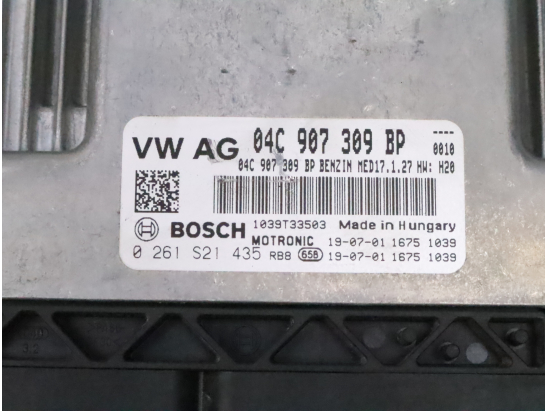 VW AG 04C 907 309 BP ----
0010
04C 907 309 BP BENZIN MED17.1.27 HW: H20
BOSCH 1039T33503 Made in Hungary
MOTRONIC 19-07-01 1675 1039
0 261 S21 435 RB8 658 19-07-01 1675 1039